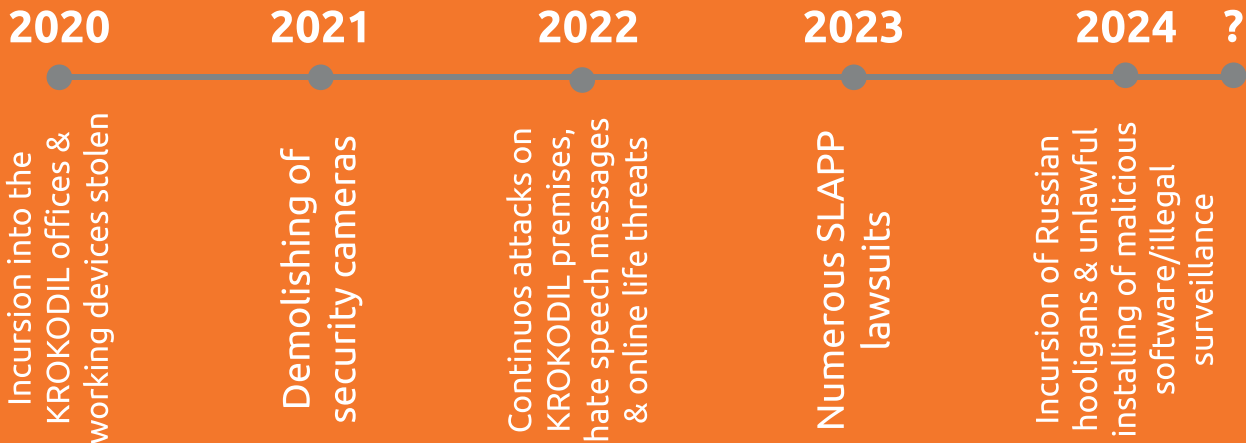 2020
2021
2022
2023
2024
?
Incursion into the
KROKODIL offices &
working devices stolen
Demolishing of
security cameras
Continuos attacks on
KROKODIL premises,
hate speech messages
& online life threats
Numerous SLAPP
lawsuits
Incursion of Russian
hooligans & unlawful
installing of malicious
software/illegal
surveillance